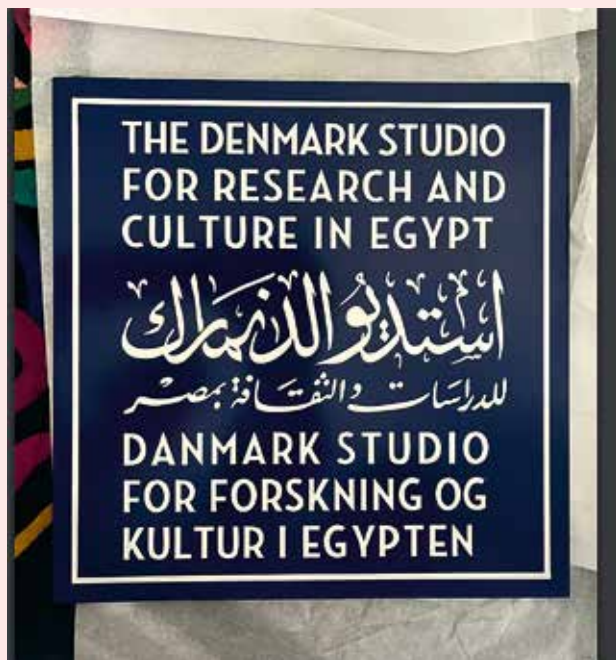 THE DENMARK STUDIO
FOR RESEARCH AND
CULTURE IN EGYPT
استديو الدنمارك
للدراسات والثقافة بمصر
DANMARK STUDIO
FOR FORSKNING OG
KULTUR I EGYPTEN